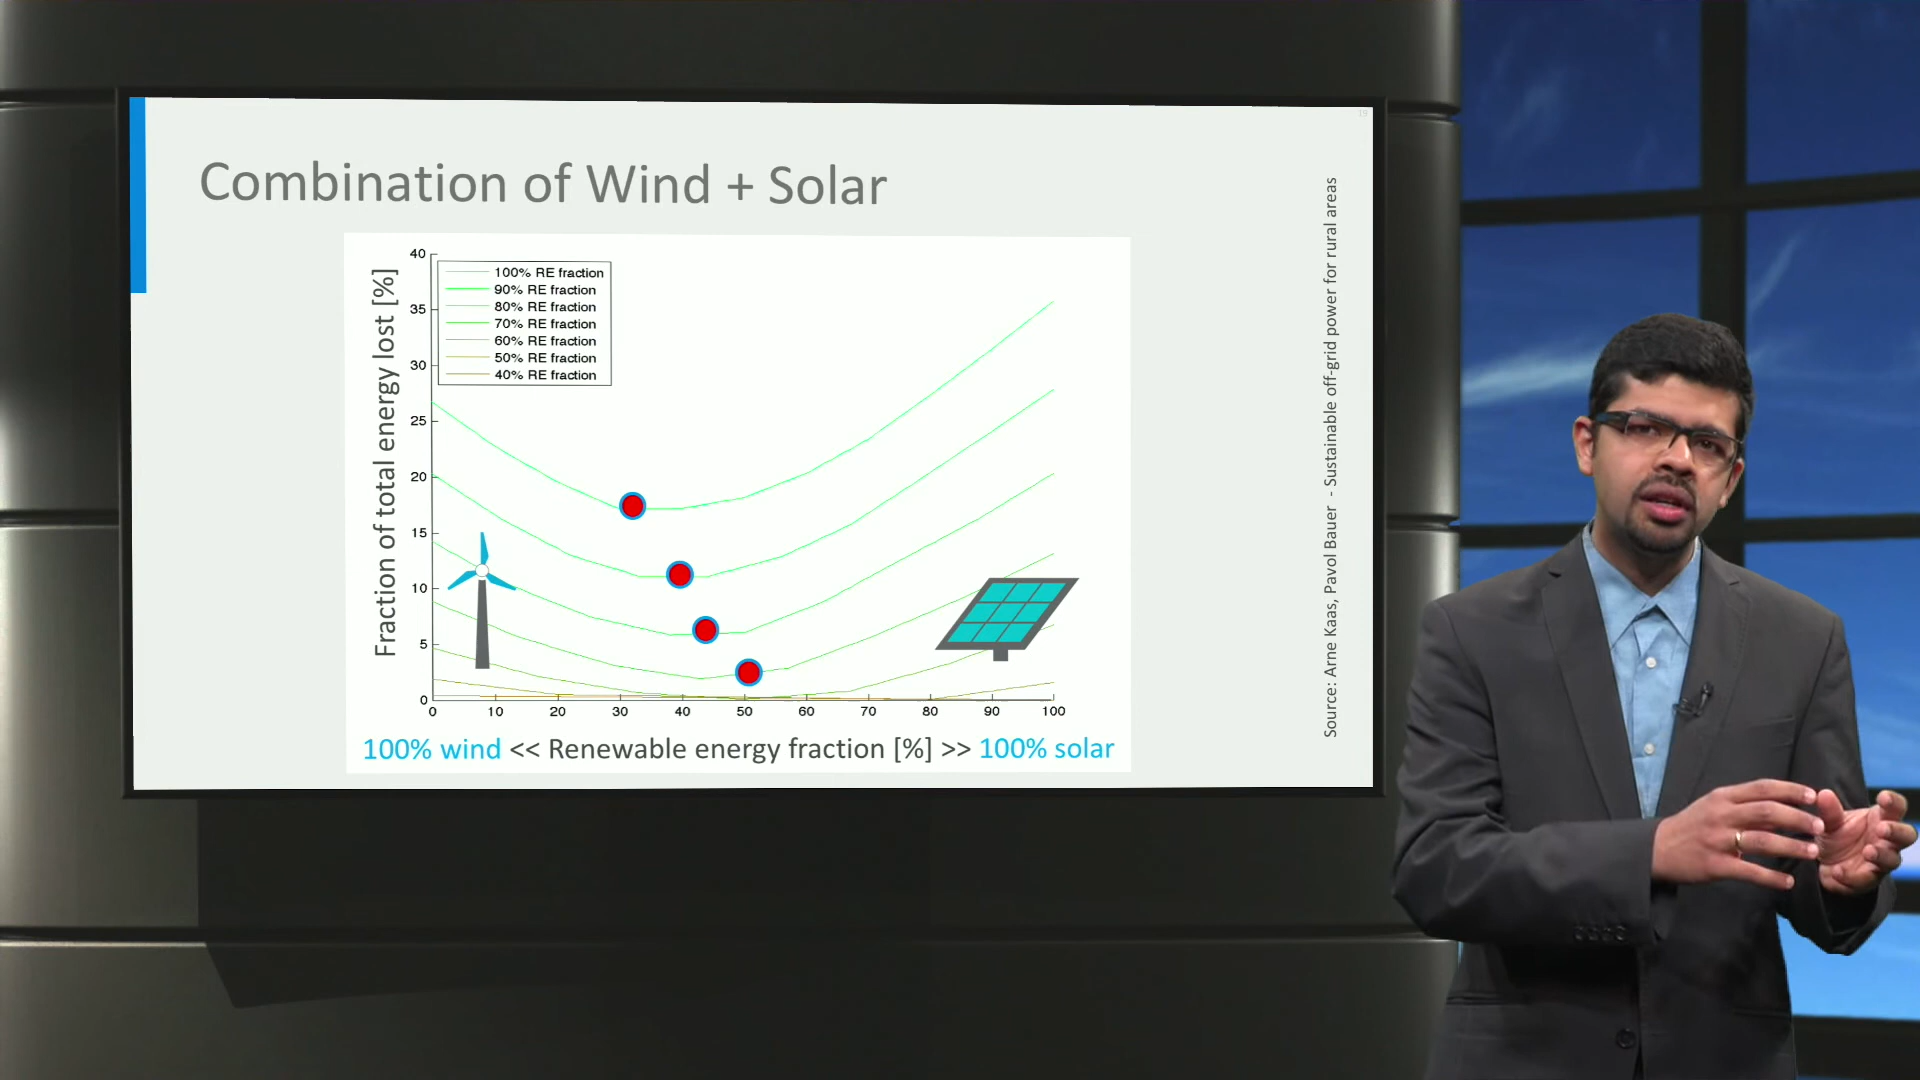 19
Combination of Wind + Solar
Source: Arne Kaas, Pavol Bauer - Sustainable off-grid power for rural areas
Fraction of total energy lost [%]
40
35
30
25
20
15
10
5
0
100% RE fraction
90% RE fraction
80% RE fraction
70% RE fraction
60% RE fraction
50% RE fraction
40% RE fraction
0 10 20 30 40 50 60 70 80 90 100
100% wind << Renewable energy fraction [%] >> 100% solar